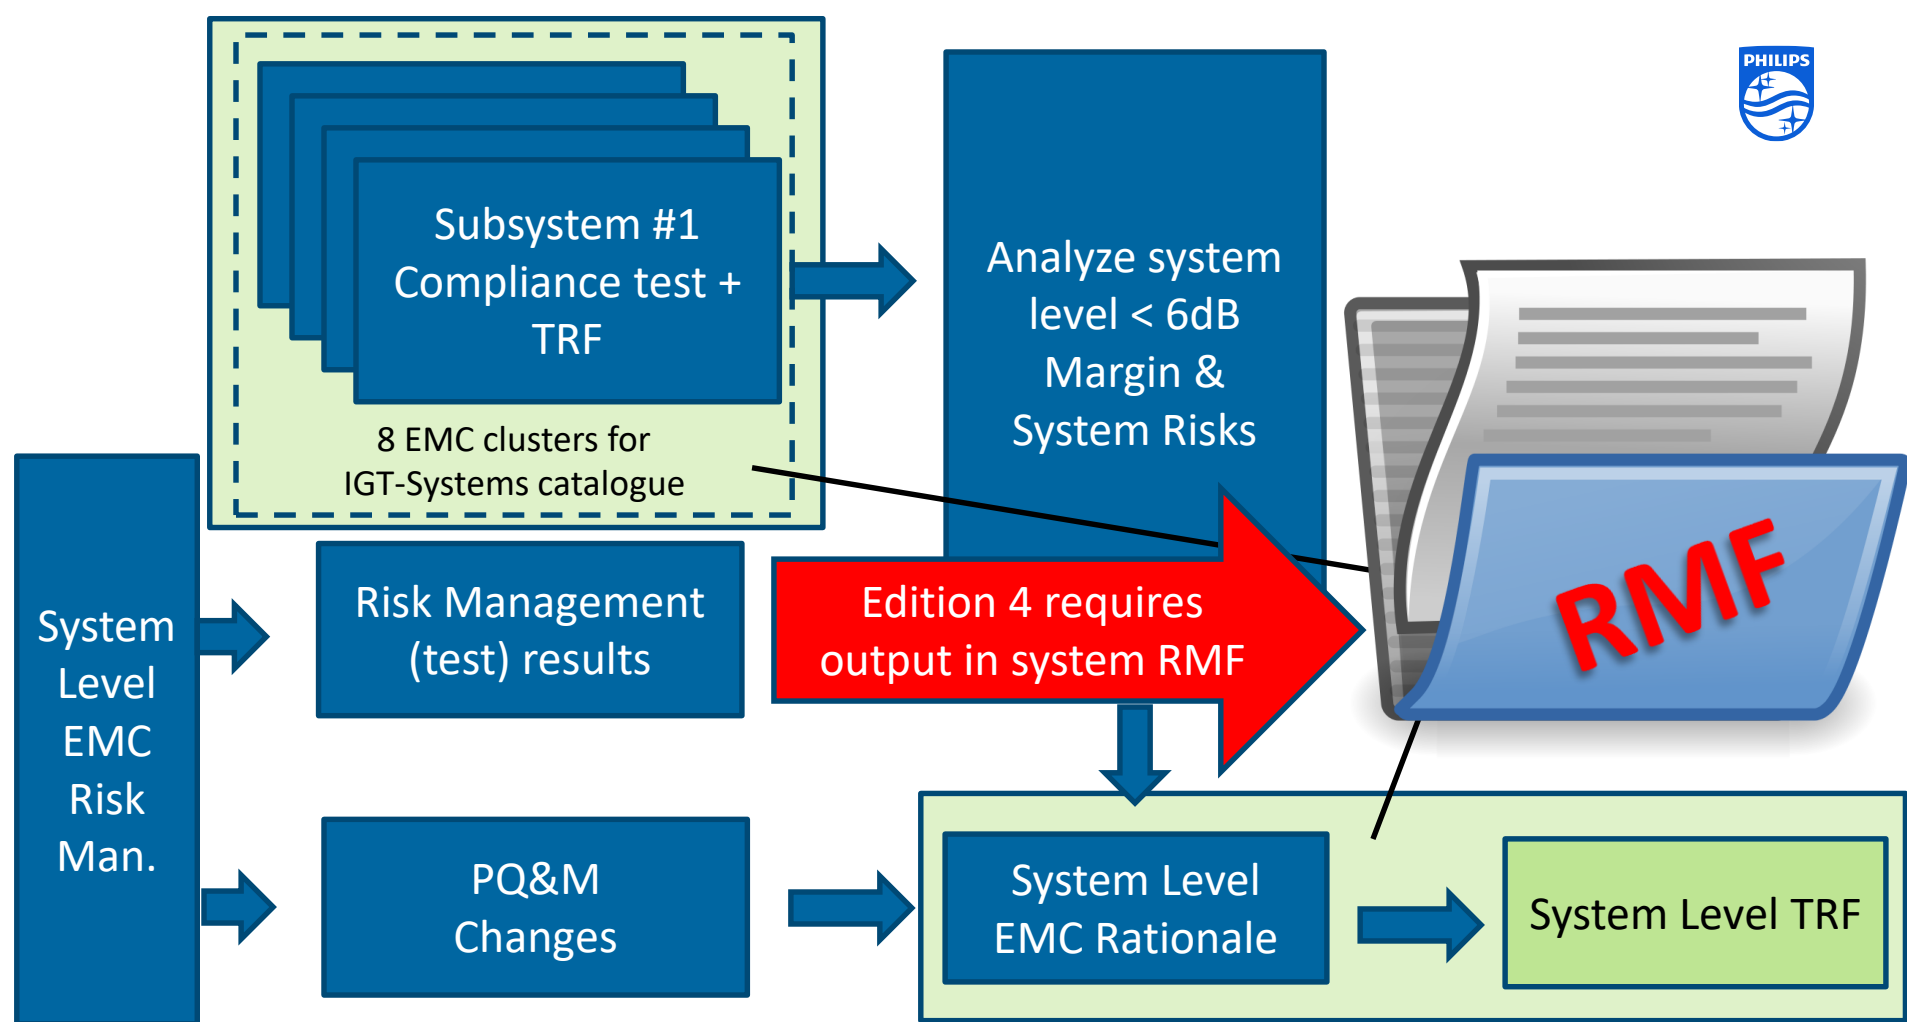 PHILIPS
Subsystem #1
Compliance test +
TRF
8 EMC clusters for
IGT-Systems catalogue
Analyze system
level < 6dB
Margin &
System Risks
System
Level
EMC
Risk
Man.
Risk Management
(test) results
Edition 4 requires
output in system RMF
RMF
PQ&M
Changes
System Level
EMC Rationale
System Level TRF